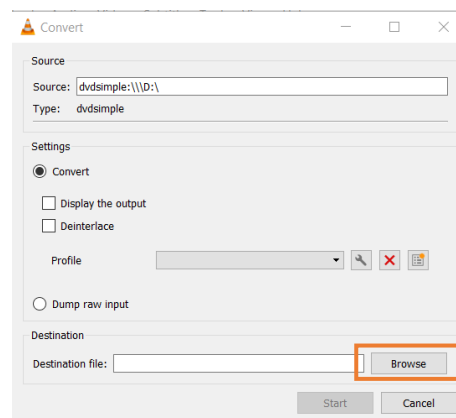 Convert
Source
Source: dvdsimple:\\\D:\
Type: dvdsimple
Settings
Convert
Display the output
Deinterlace
Profile
Dump raw input
Destination
Destination file:
Browse
Start Cancel